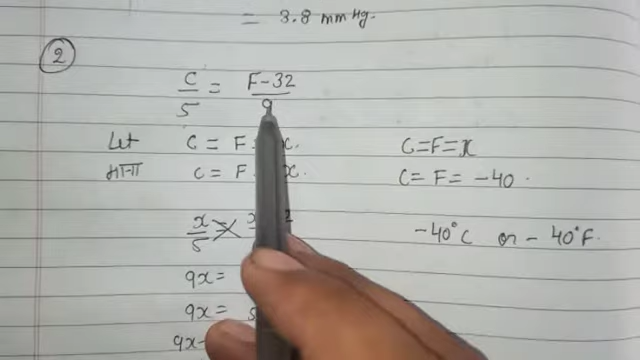 = 3.8 mm Hg.
2
C/5 = F-32/9
Let C = F x.
माना C = F x.
x/5
9x =
9x =
9x-
C=F=x
C= F= -40.
-40°C or - 40°F.